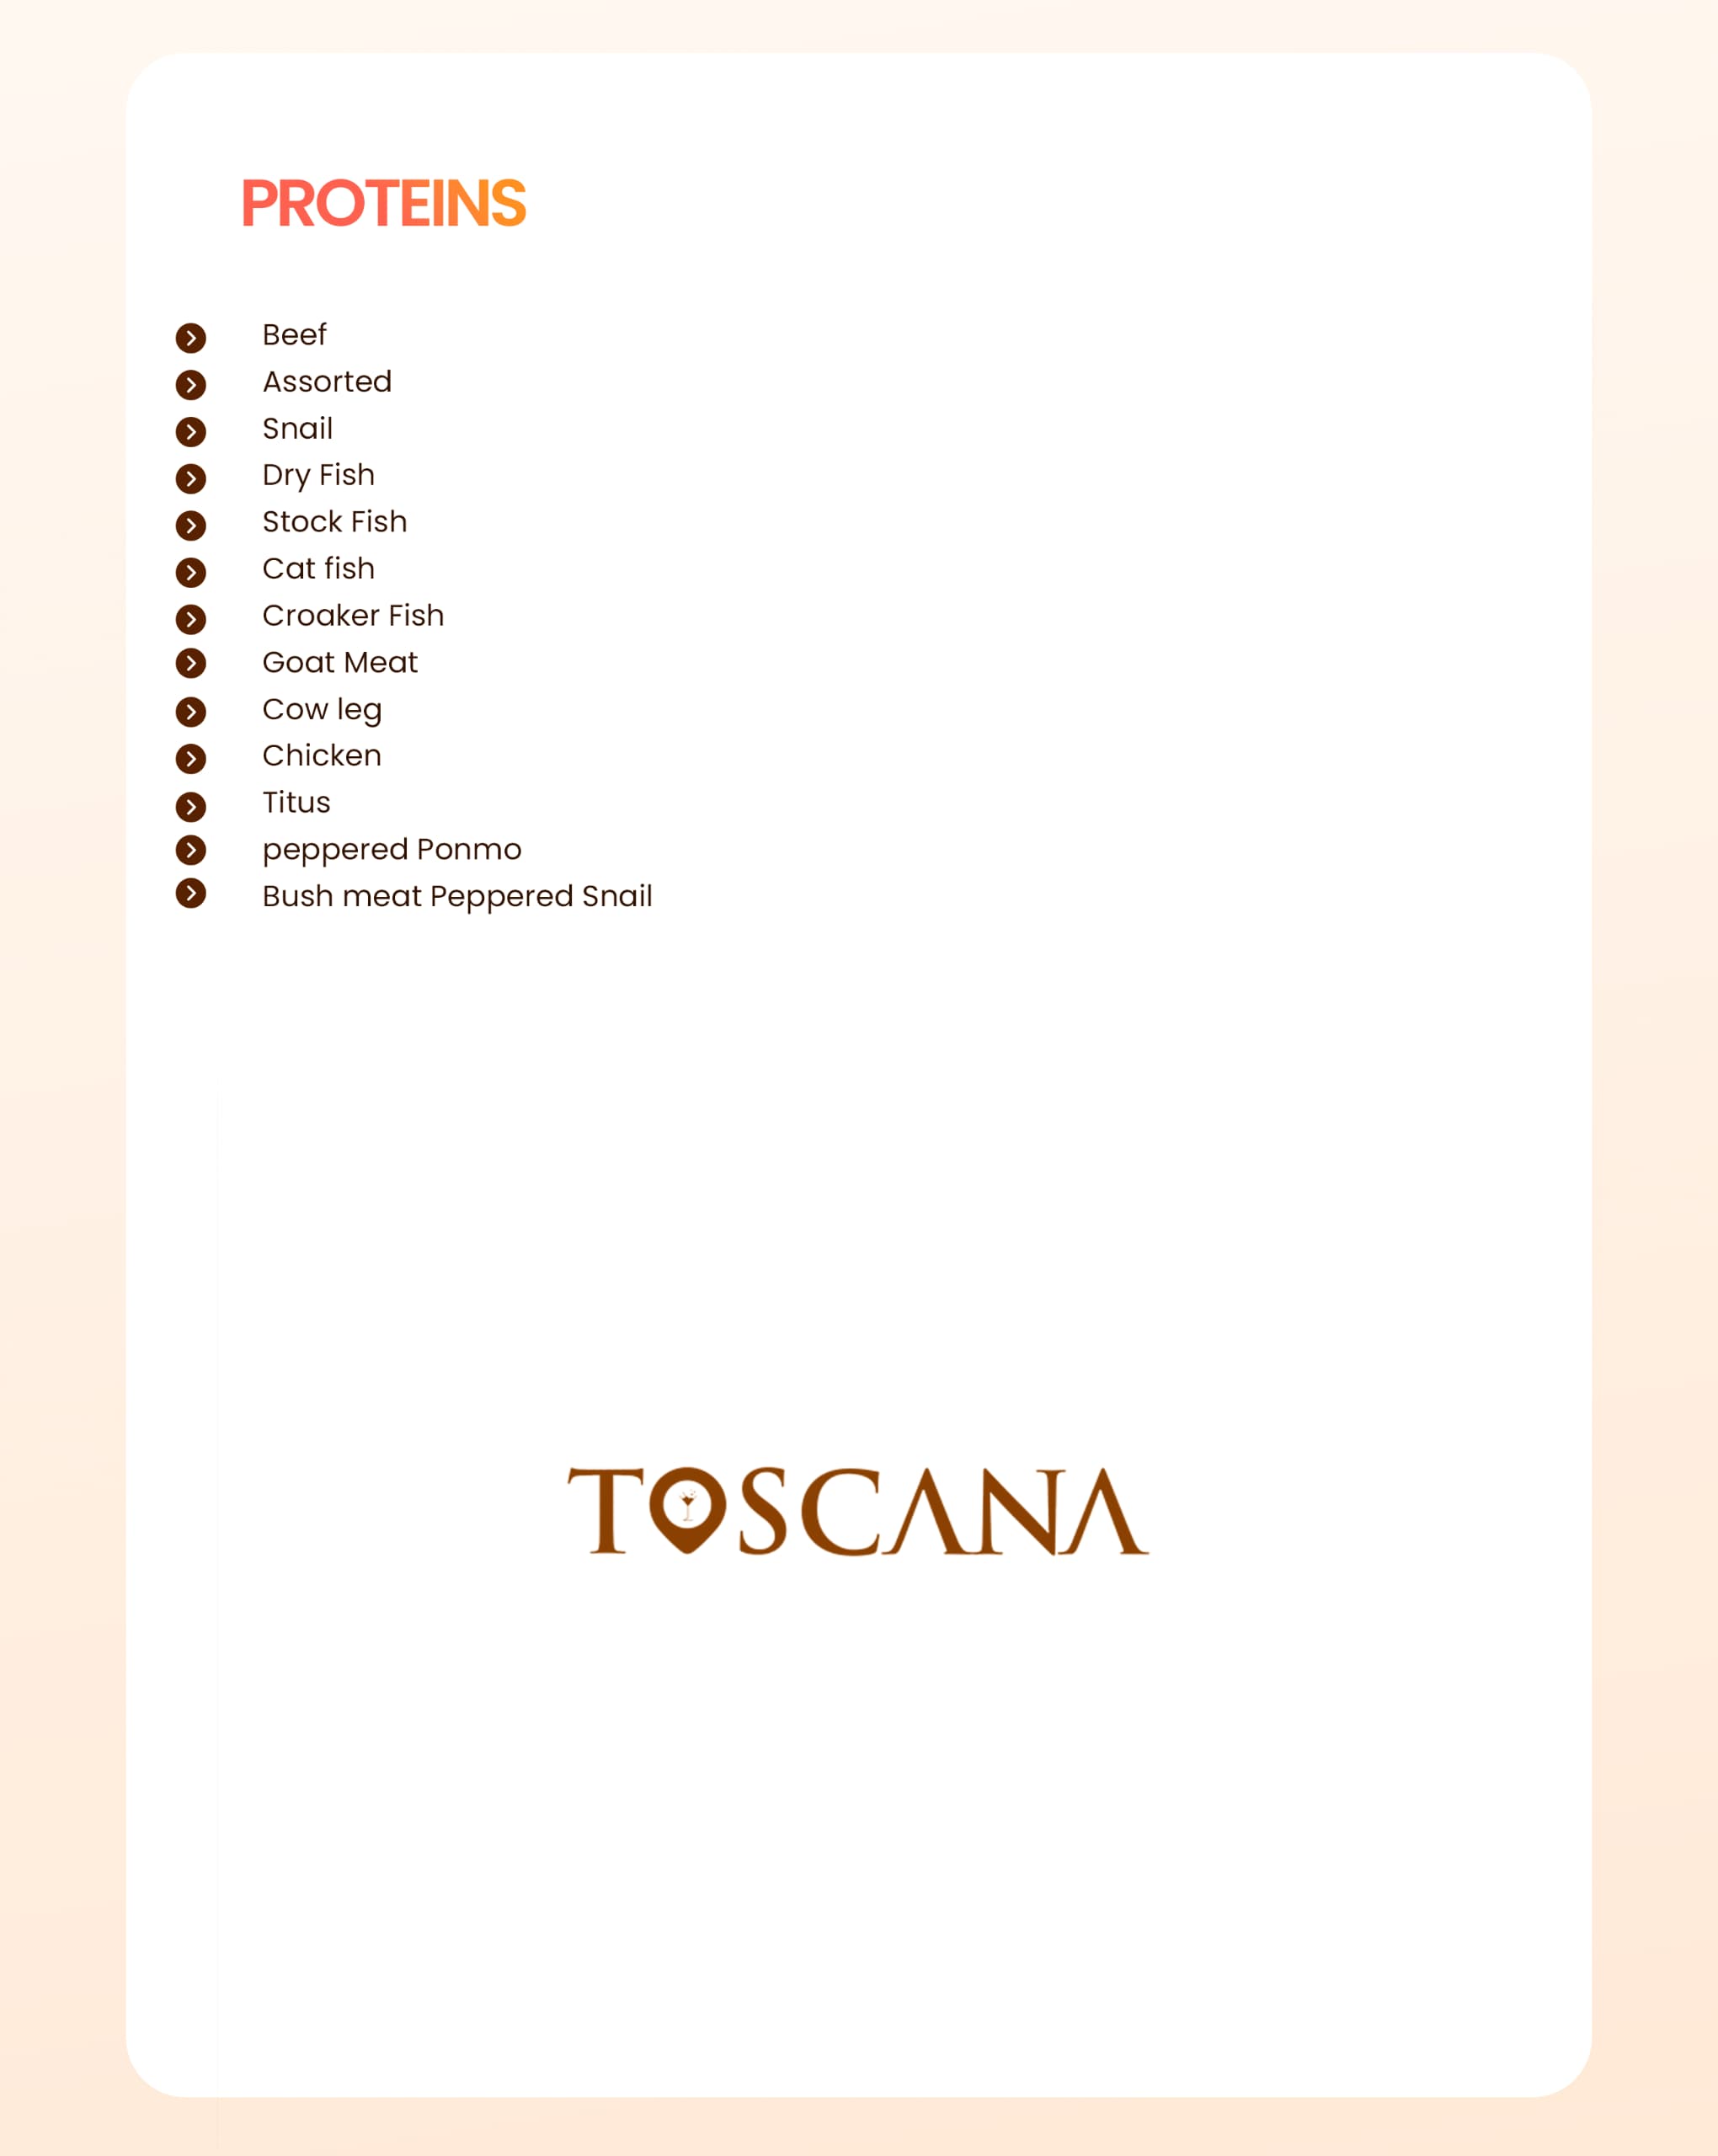 PROTEINS
Beef
Assorted
Snail
Dry Fish
Stock Fish
Cat fish
Croaker Fish
Goat Meat
Cow leg
Chicken
Titus
peppered Ponmo
Bush meat Peppered Snail
TOSCANA